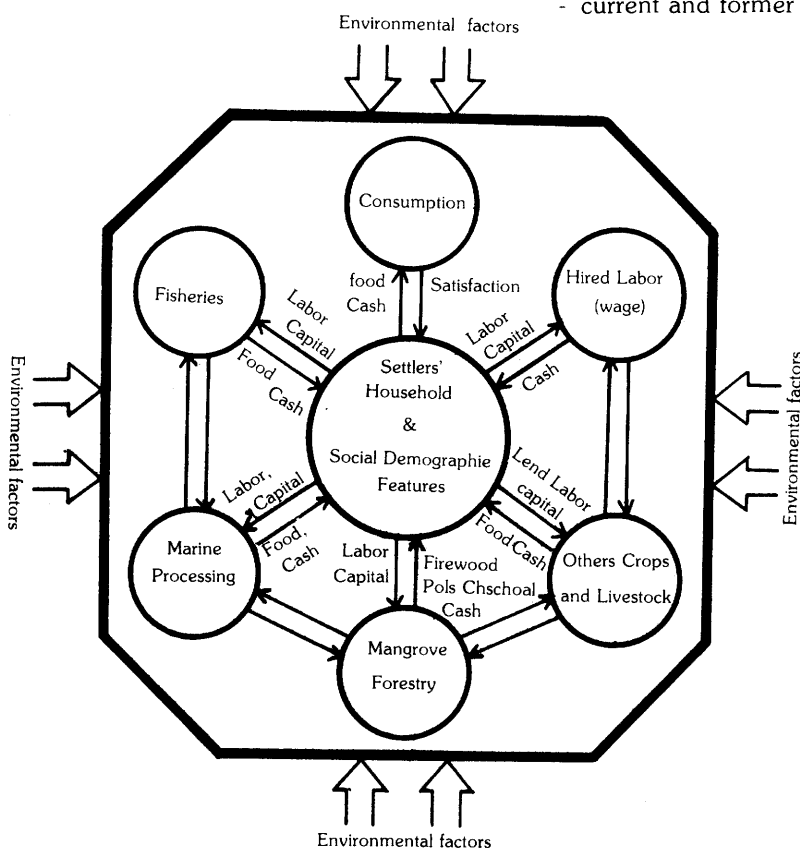 - current and former
Environmental factors
Consumption
Fisheries
Hired Labor
(wage)
food
Cash
Satisfaction
Labor
Capital
Food
Cash
Labor
Capital
Cash
Settlers'
Household
&
Social Demographie
Features
Environmental factors
Environmental factors
Labor,
Capital
Food,
Cash
Lend Labor
capital
Food Cash
Marine
Processing
Labor
Capital
Firewood
Pols Chschoal
Cash
Others Crops
and Livestock
Mangrove
Forestry
Environmental factors